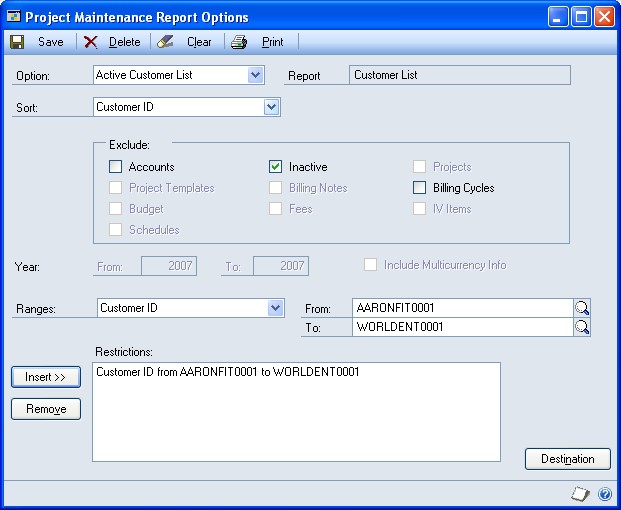 Project Maintenance Report Options
Save Delete Clear Print
Option: Active Customer List Report Customer List
Sort: Customer ID
Exclude:
Accounts Inactive Projects
Project Templates Billing Notes Billing Cycles
Budget Fees IV Items
Schedules
Year: From: 2007 To: 2007 Include Multicurrency Info
Ranges: Customer ID From: AARONFIT0001
To: WORLDENT0001
Restrictions:
Insert >> Customer ID from AARONFIT0001 to WORLDENT0001
Remove
Destination